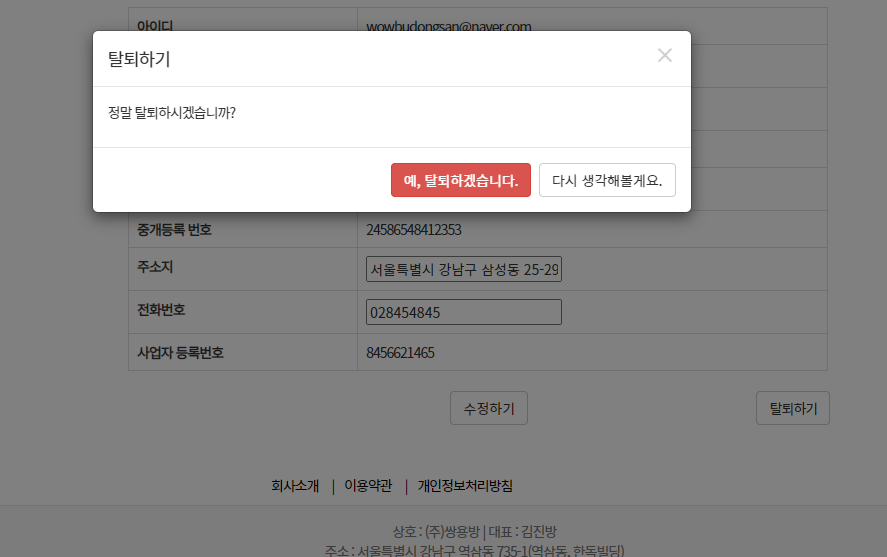 아이디 wowbudongsan@naver.com
탈퇴하기 ×
정말 탈퇴하시겠습니까?
예, 탈퇴하겠습니다. 다시 생각해볼게요.
중개등록 번호 24586548412353
주소지 서울특별시 강남구 삼성동 25-29
전화번호 028454845
사업자 등록번호 8456621465
수정하기 탈퇴하기
회사소개 | 이용약관 | 개인정보처리방침
상호 : (주)쌍용방 | 대표 : 김진방
주소 : 서울특별시 강남구 역삼동 735-1(역삼동, 한독빌딩)